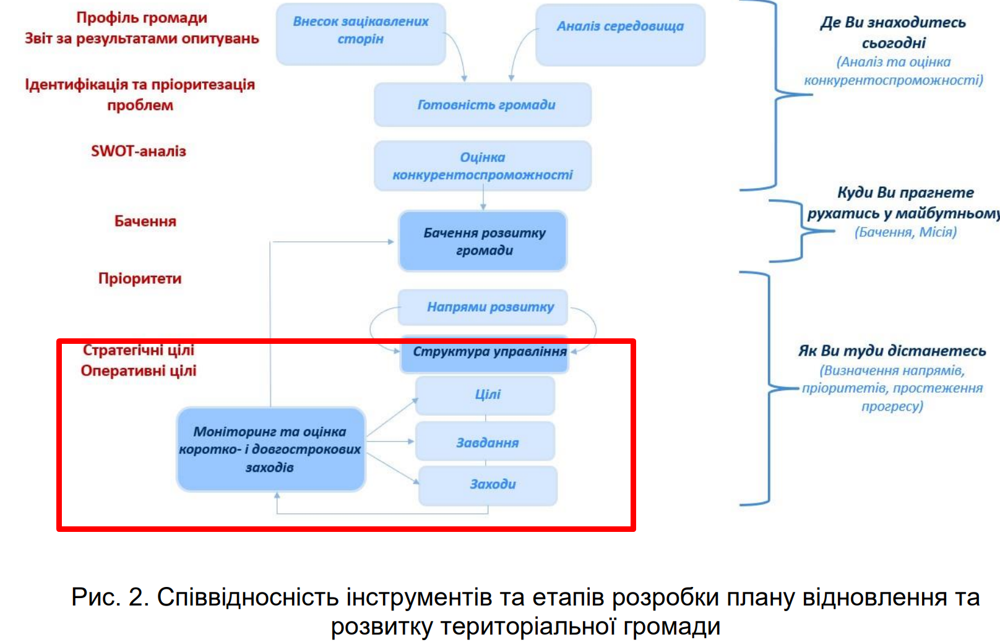 Профіль громади
Звіт за результатами опитувань
Ідентифікація та пріоритезація
проблем
SWOT-аналіз
Бачення
Пріоритети
Стратегічні цілі
Оперативні цілі
Внесок зацікавлених
сторін
Аналіз середовища
Готовність громади
Оцінка
конкурентоспроможності
Бачення розвитку
громади
Напрями розвитку
Структура управління
Цілі
Завдання
Заходи
Моніторинг та оцінка
коротко- і довгострокових
заходів
Де Ви знаходитесь
сьогодні
(Аналіз та оцінка
конкурентоспроможності)
Куди Ви прагнете
рухатись у майбутньому
(Бачення, Місія)
Як Ви туди дістанетесь
(Визначення напрямів,
пріоритетів, простеження
прогресу)
Рис. 2. Співвідносність інструментів та етапів розробки плану відновлення та
розвитку територіальної громади